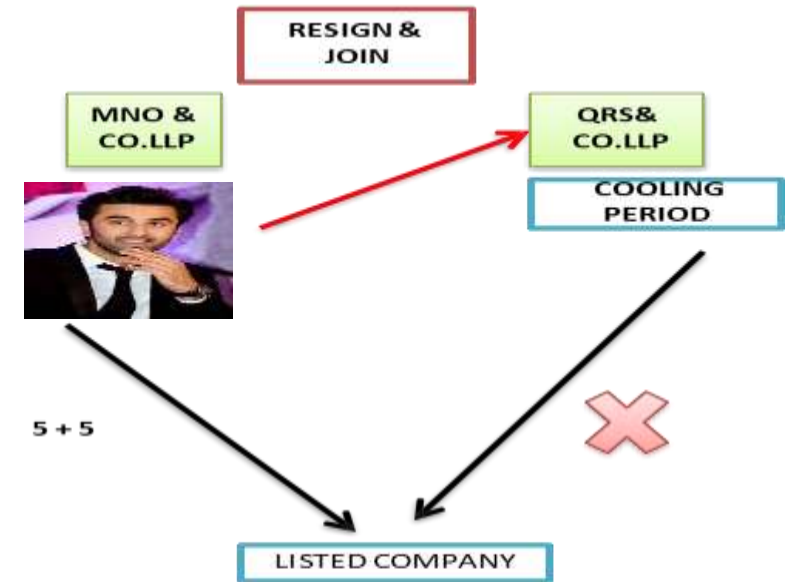 RESIGN &
JOIN
MNO &
CO.LLP
QRS&
CO.LLP
COOLING
PERIOD
5 + 5
LISTED COMPANY